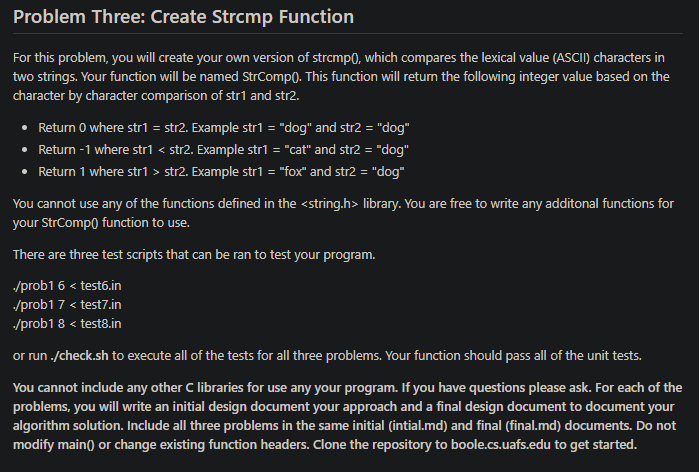 Problem Three: Create Strcmp Function
For this problem, you will create your own version of strcmp(), which compares the lexical value (ASCII) characters in
two strings. Your function will be named StrComp(). This function will return the following integer value based on the
character by character comparison of str1 and str2.
• Return 0 where str1 = str2. Example str1 = "dog" and str2 = "dog"
• Return -1 where str1 < str2. Example str1 = "cat" and str2 = "dog"
• Return 1 where str1 > str2. Example str1 = "fox" and str2 = "dog"
You cannot use any of the functions defined in the <string.h> library. You are free to write any additonal functions for
your StrComp() function to use.
There are three test scripts that can be ran to test your program.
./prob1 6 < test6.in
./prob1 7 < test7.in
./prob1 8 < test8.in
or run ./check.sh to execute all of the tests for all three problems. Your function should pass all of the unit tests.
You cannot include any other C libraries for use any your program. If you have questions please ask. For each of the
problems, you will write an initial design document your approach and a final design document to document your
algorithm solution. Include all three problems in the same initial (intial.md) and final (final.md) documents. Do not
modify main() or change existing function headers. Clone the repository to boole.cs.uafs.edu to get started.